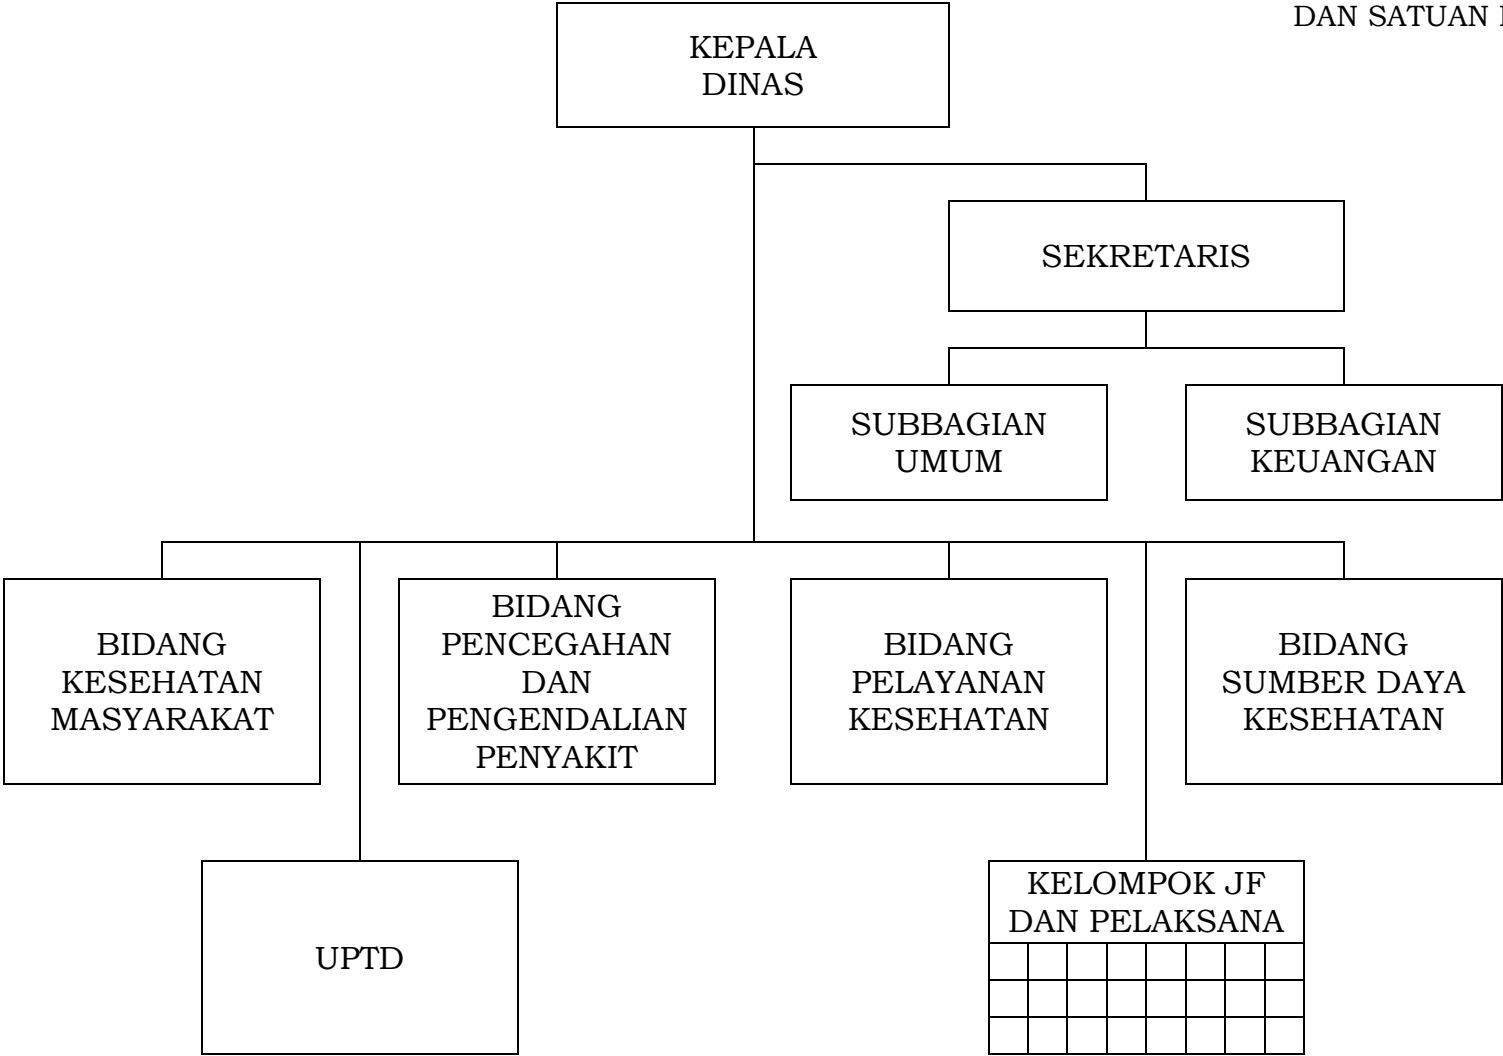 DAN SATUAN
KEPALA
DINAS
SEKRETARIS
SUBBAGIAN
UMUM
SUBBAGIAN
KEUANGAN
BIDANG
KESEHATAN
MASYARAKAT
BIDANG
PENCEGAHAN
DAN
PENGENDALIAN
PENYAKIT
BIDANG
PELAYANAN
KESEHATAN
BIDANG
SUMBER DAYA
KESEHATAN
UPTD
KELOMPOK JF
DAN PELAKSANA